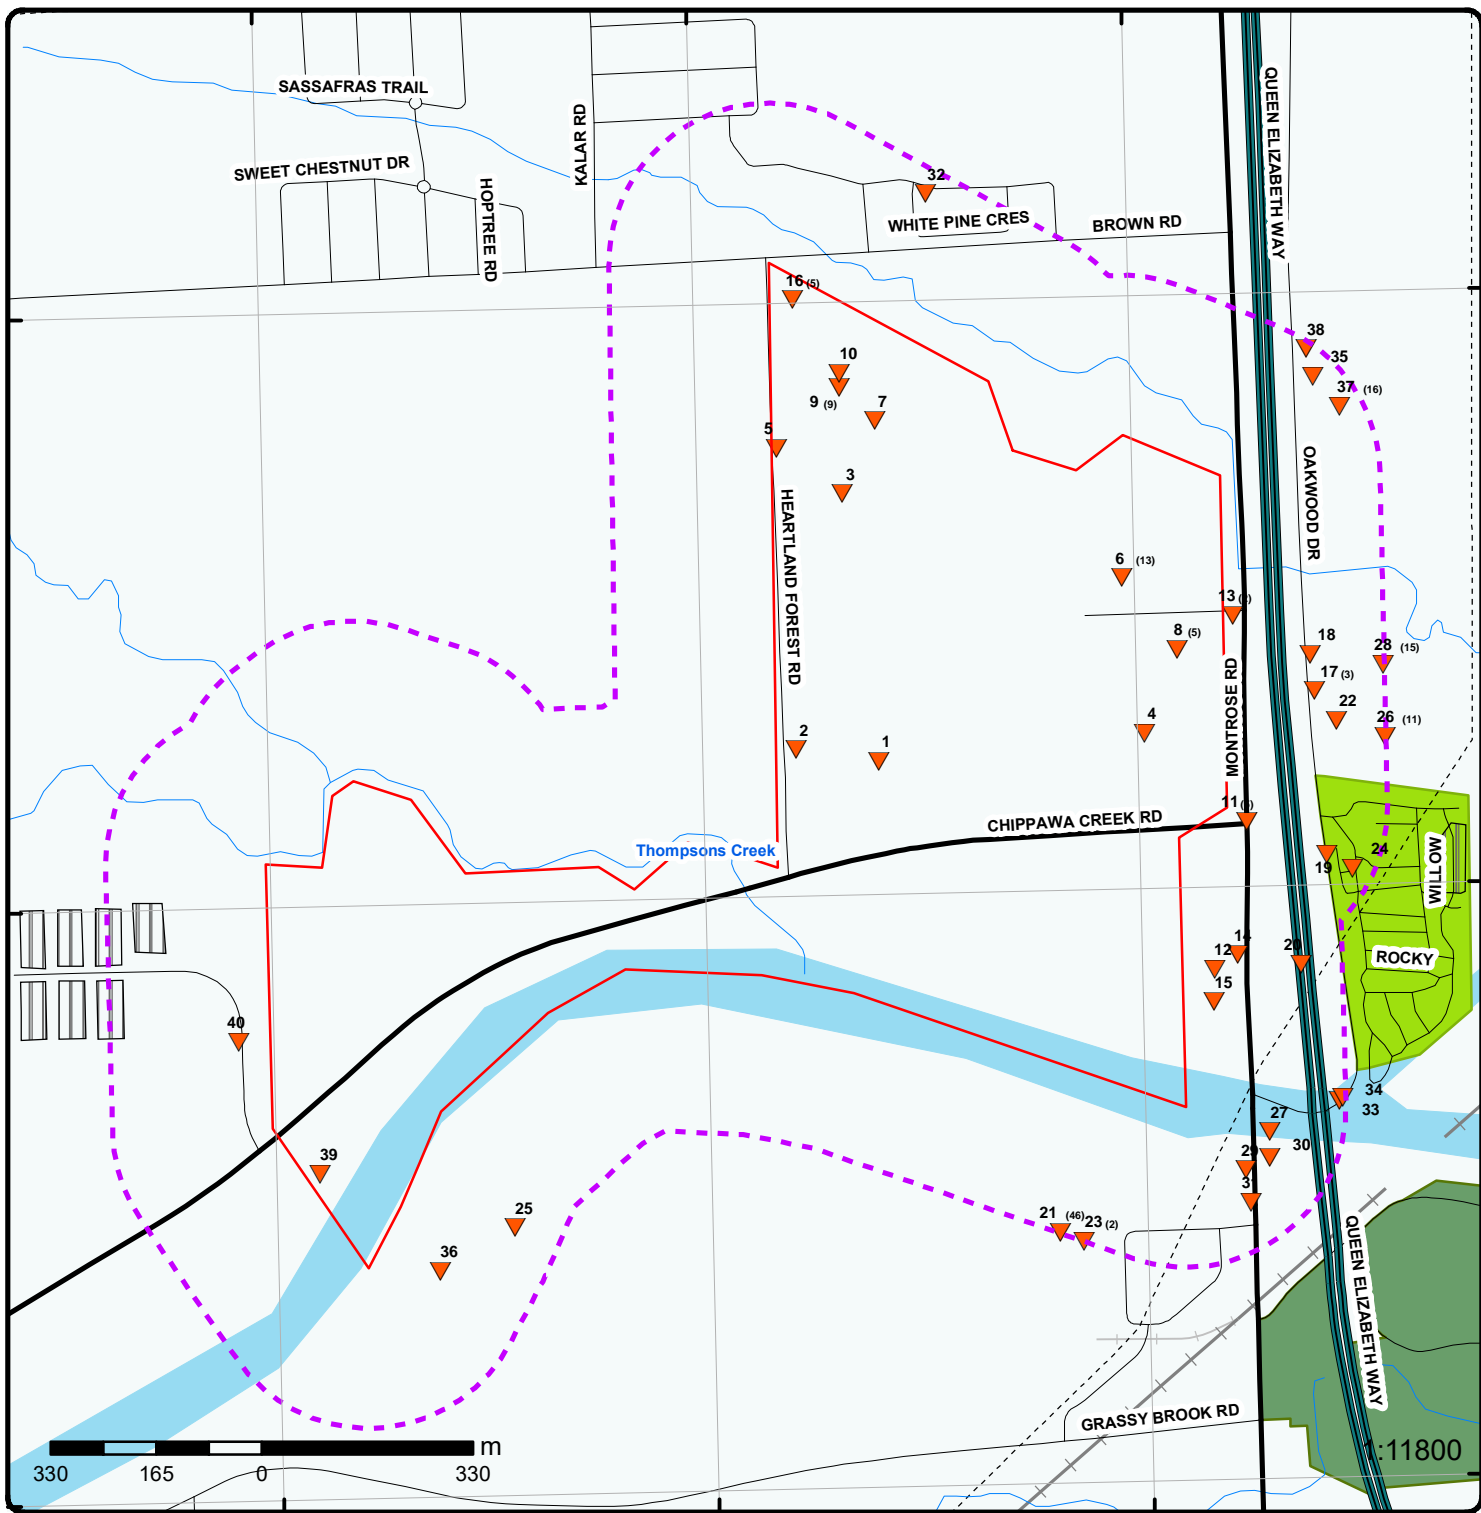 SASSAFRAS TRAIL
KALAR RD
QUEEN ELIZABETH WAY
SWEET CHESTNUT DR
HOPTREE RD
32
WHITE PINE CRES
BROWN RD
16 (5)
38
10
35
9 (9)
7
37 (16)
5
3
OAKWOOD DR
HEARTLAND FOREST RD
6 (13)
13
8 (5)
18
28 (15)
17 (3)
MONTROSE RD
22
4
26 (11)
2
1
11
CHIPPAWA CREEK RD
Thompsons Creek
19
24
WILLOW
14
12
20
ROCKY
15
40
34
33
27
29
30
39
25
21 (46)
23 (2)
36
QUEEN ELIZABETH WAY
GRASSY BROOK RD
m
1:11800
330
165
0
330